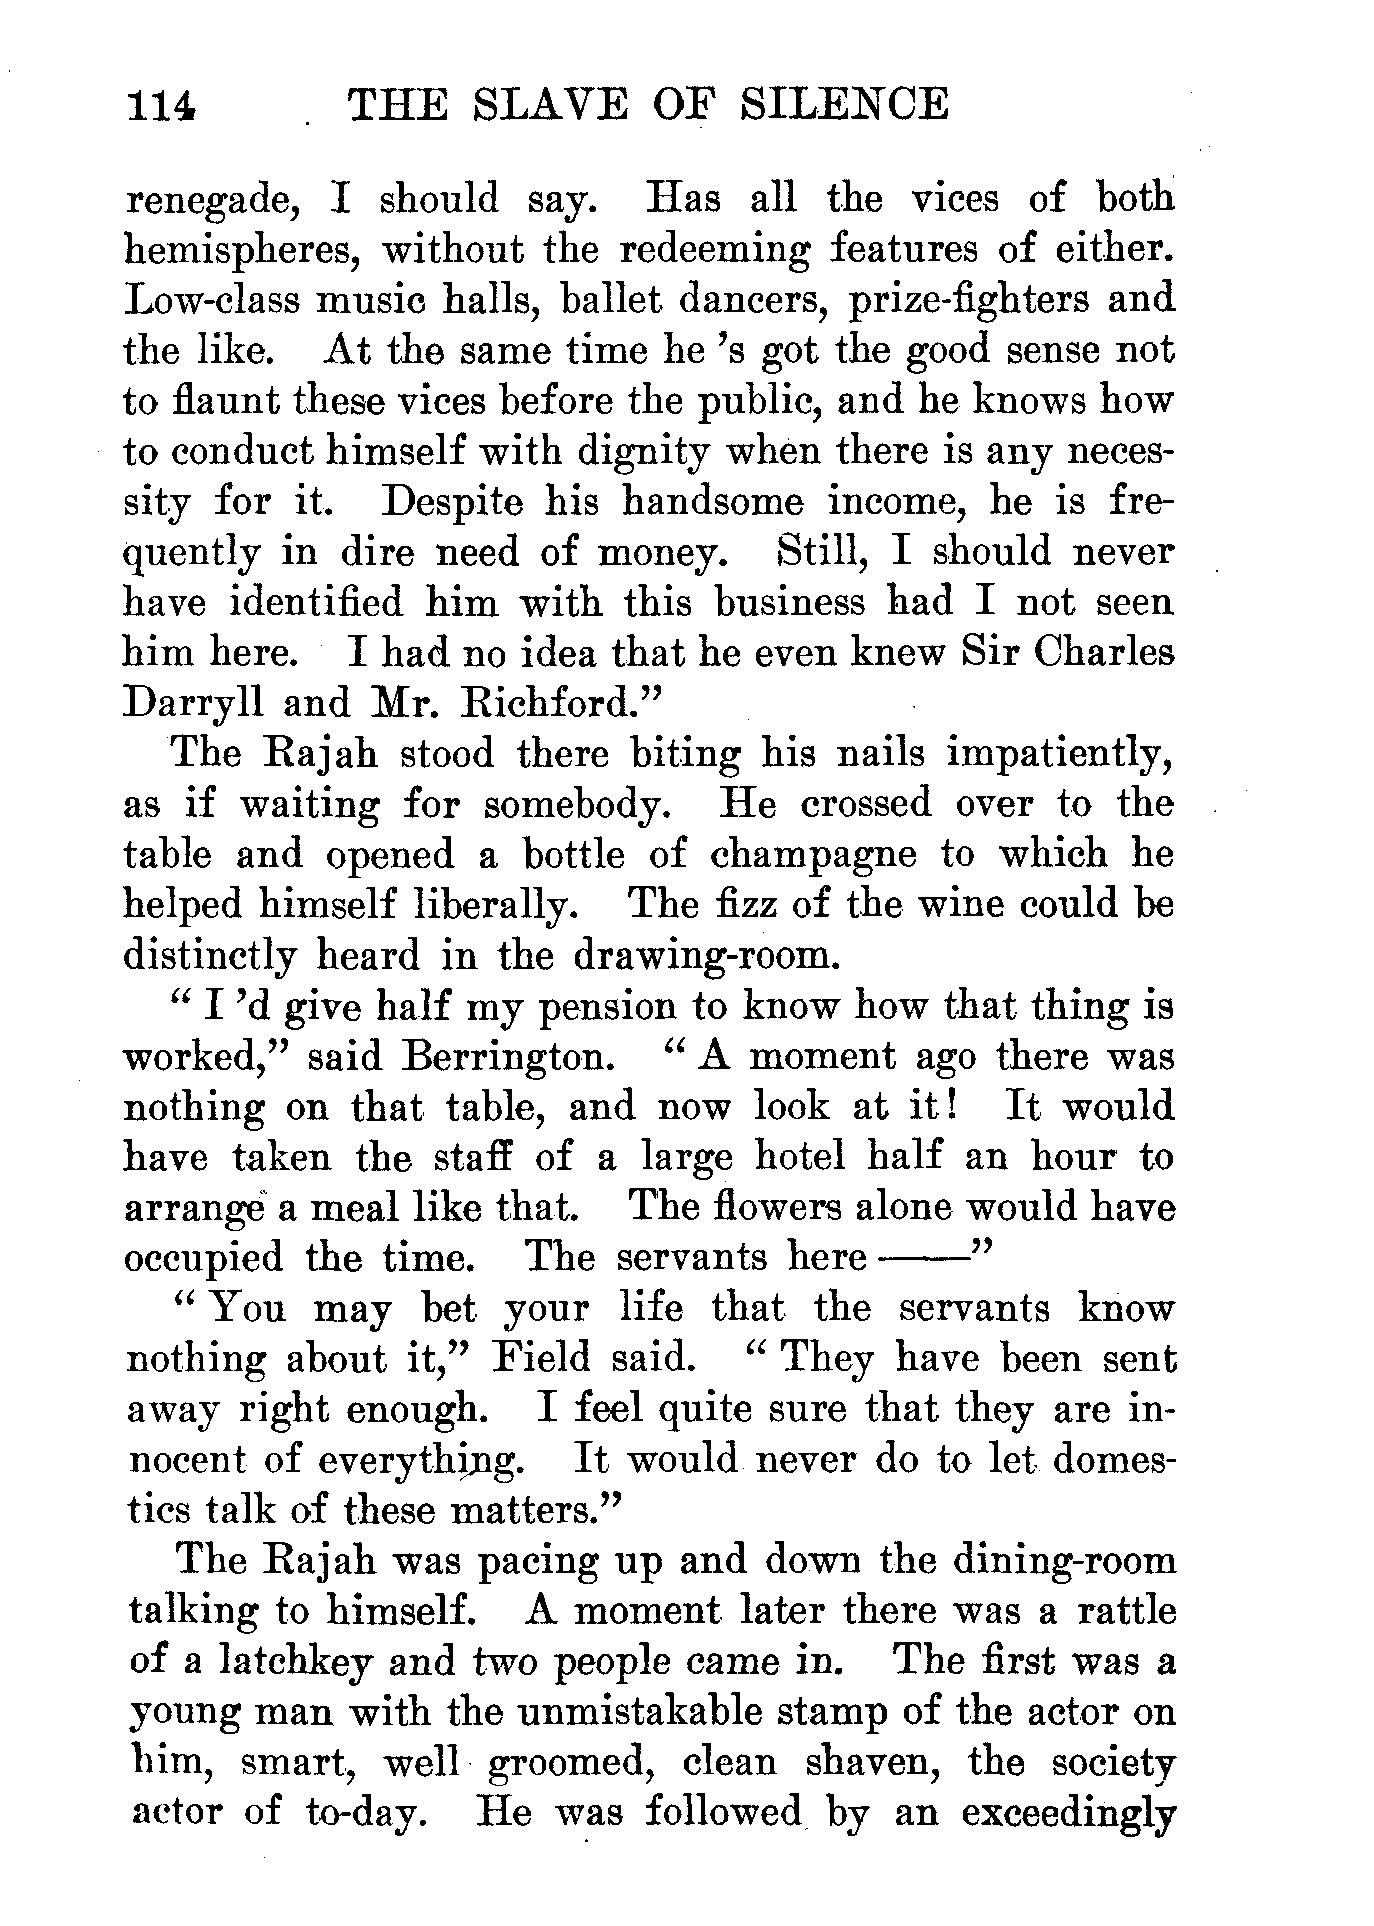 114 THE SLAVE OF SILENCE
renegade, I should say. Has all the vices of both
hemispheres, without the redeeming features of either.
Low-class music halls, ballet dancers, prize-fighters and
the like. At the same time he 's got the good sense not
to flaunt these vices before the public, and he knows how
to conduct himself with dignity when there is any neces-
sity for it. Despite his handsome income, he is fre-
quently in dire need of money. Still, I should never
have identified him with this business had I not seen
him here. I had no idea that he even knew Sir Charles
Darryll and Mr. Richford.”
The Rajah stood there biting his nails impatiently,
as if waiting for somebody. He crossed over to the
table and opened a bottle of champagne to which he
helped himself liberally. The fizz of the wine could be
distinctly heard in the drawing-room.
“ I 'd give half my pension to know how that thing is
worked,” said Berrington. “ A moment ago there was
nothing on that table, and now look at it! It would
have taken the staff of a large hotel half an hour to
arrange a meal like that. The flowers alone would have
occupied the time. The servants here ——”
“ You may bet your life that the servants know
nothing about it,” Field said. “ They have been sent
away right enough. I feel quite sure that they are in-
nocent of everything. It would never do to let domes-
tics talk of these matters.”
The Rajah was pacing up and down the dining-room
talking to himself. A moment later there was a rattle
of a latchkey and two people came in. The first was a
young man with the unmistakable stamp of the actor on
him, smart, well groomed, clean shaven, the society
actor of to-day. He was followed by an exceedingly